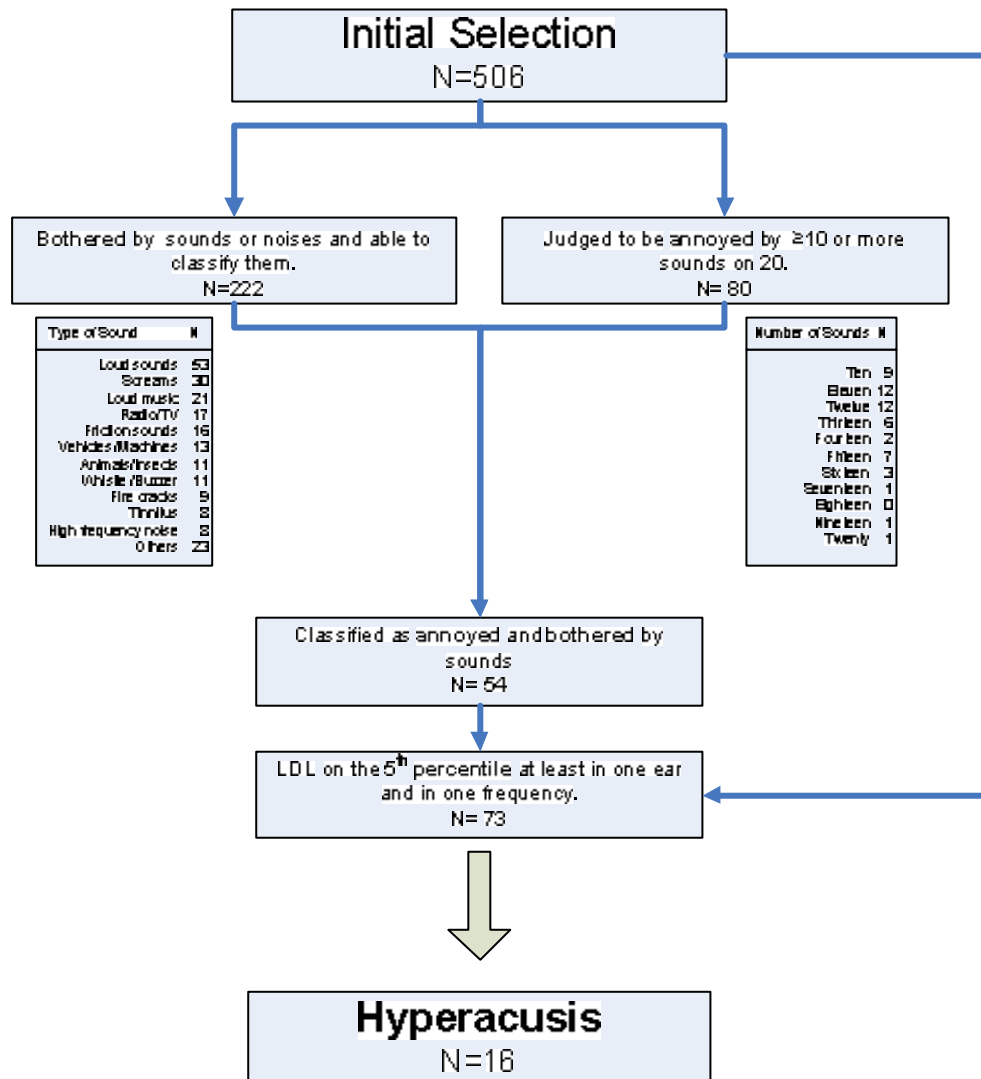 Initial Selection
N=506
Bothered by sounds or noises and able to
classify them.
N=222
Judged to be annoyed by ≥10 or more
sounds on 20.
N= 80
Type of Sound N
Loud sounds 53
Screams 30
Loud music 21
Radio/TV 17
Friction sounds 16
Vehicles/Machines 13
Animals/Insects 11
Whistle/Buzzer 11
Fire cracks 9
Tinnitus 8
High frequency noise 8
Others 23
Number of Sounds N
Ten 9
Eleven 12
Twelve 12
Thirteen 6
Fourteen 2
Fifteen 7
Sixteen 3
Seventeen 1
Eighteen 0
Nineteen 1
Twenty 1
Classified as annoyed and bothered by
sounds
N= 54
LDL on the 5th percentile at least in one ear
and in one frequency.
N= 73
Hyperacusis
N=16